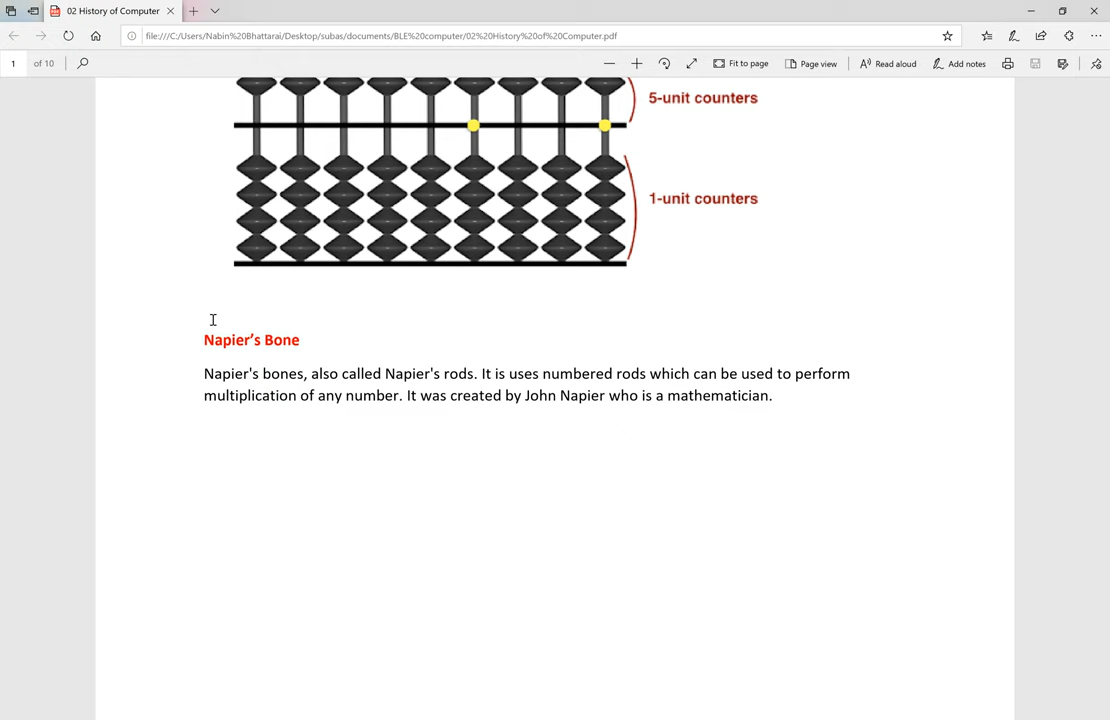 02 History of Computer
file:///C:/Users/Nabin%20Bhattarai/Desktop/subas/documents/BLE%20computer/02%20History%20of%20Computer.pdf
1 of 10 Fit to page Page view Read aloud Add notes
5-unit counters
1-unit counters
Napier’s Bone
Napier's bones, also called Napier's rods. It is uses numbered rods which can be used to perform
multiplication of any number. It was created by John Napier who is a mathematician.